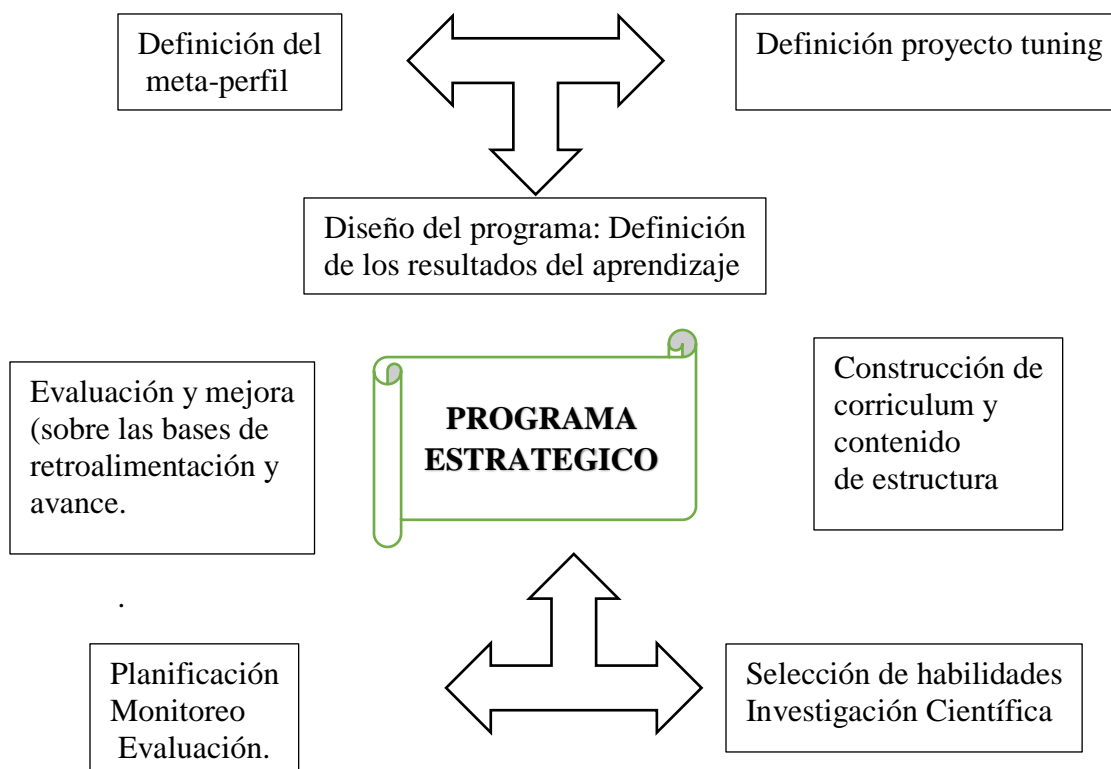 Definición del
meta-perfil
Definición proyecto tuning
Diseño del programa: Definición
de los resultados del aprendizaje
Evaluación y mejora
(sobre las bases de
retroalimentación y
avance.
PROGRAMA
ESTRATEGICO
Construcción de
corriculum y
contenido
de estructura
.
Planificación
Monitoreo
Evaluación.
Selección de habilidades
Investigación Científica